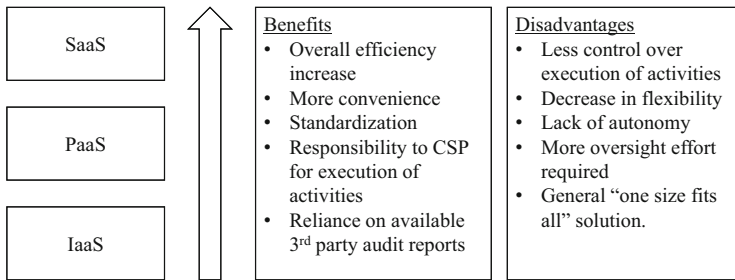 SaaS
PaaS
IaaS
Benefits
• Overall efficiency
increase
• More convenience
• Standardization
• Responsibility to CSP
for execution of
activities
• Reliance on available
3rd party audit reports
Disadvantages
• Less control over
execution of activities
• Decrease in flexibility
• Lack of autonomy
• More oversight effort
required
• General “one size fits
all” solution.